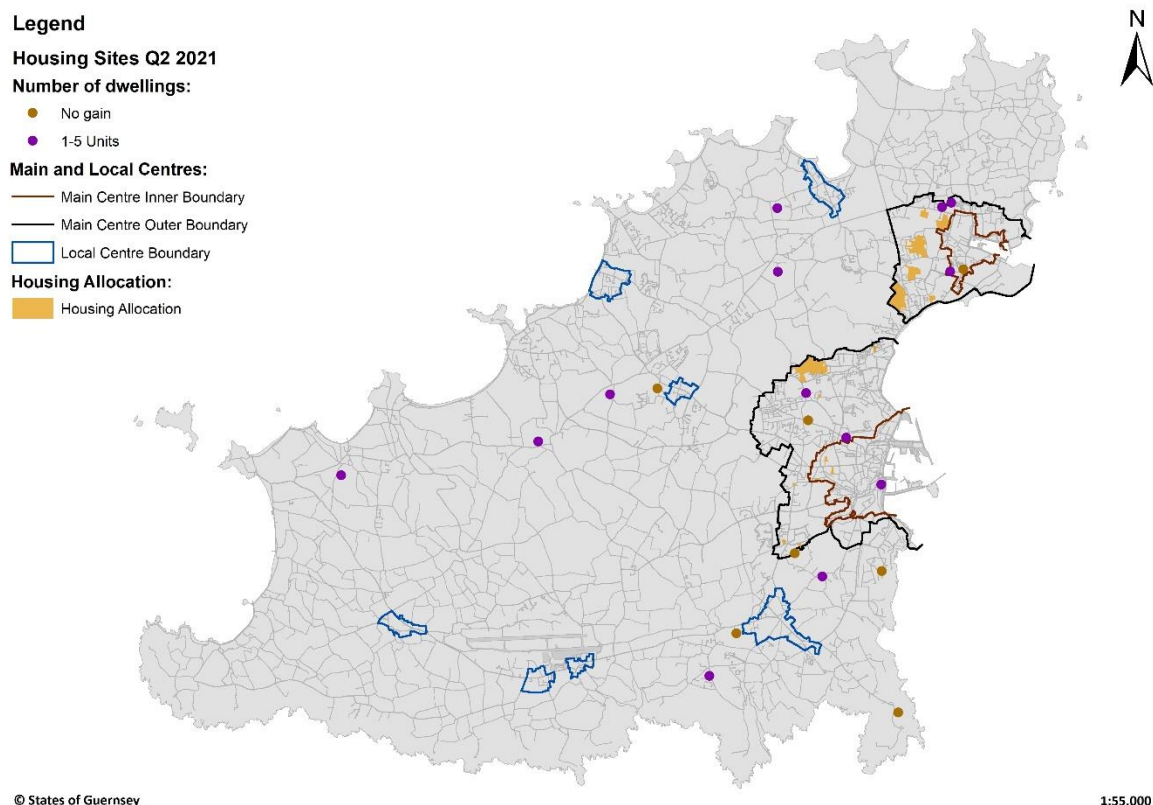 Legend
Housing Sites Q2 2021
Number of dwellings:
No gain
1-5 Units
Main and Local Centres:
Main Centre Inner Boundary
Main Centre Outer Boundary
Local Centre Boundary
Housing Allocation:
Housing Allocation
N
© States of Guernsey
1:55,000